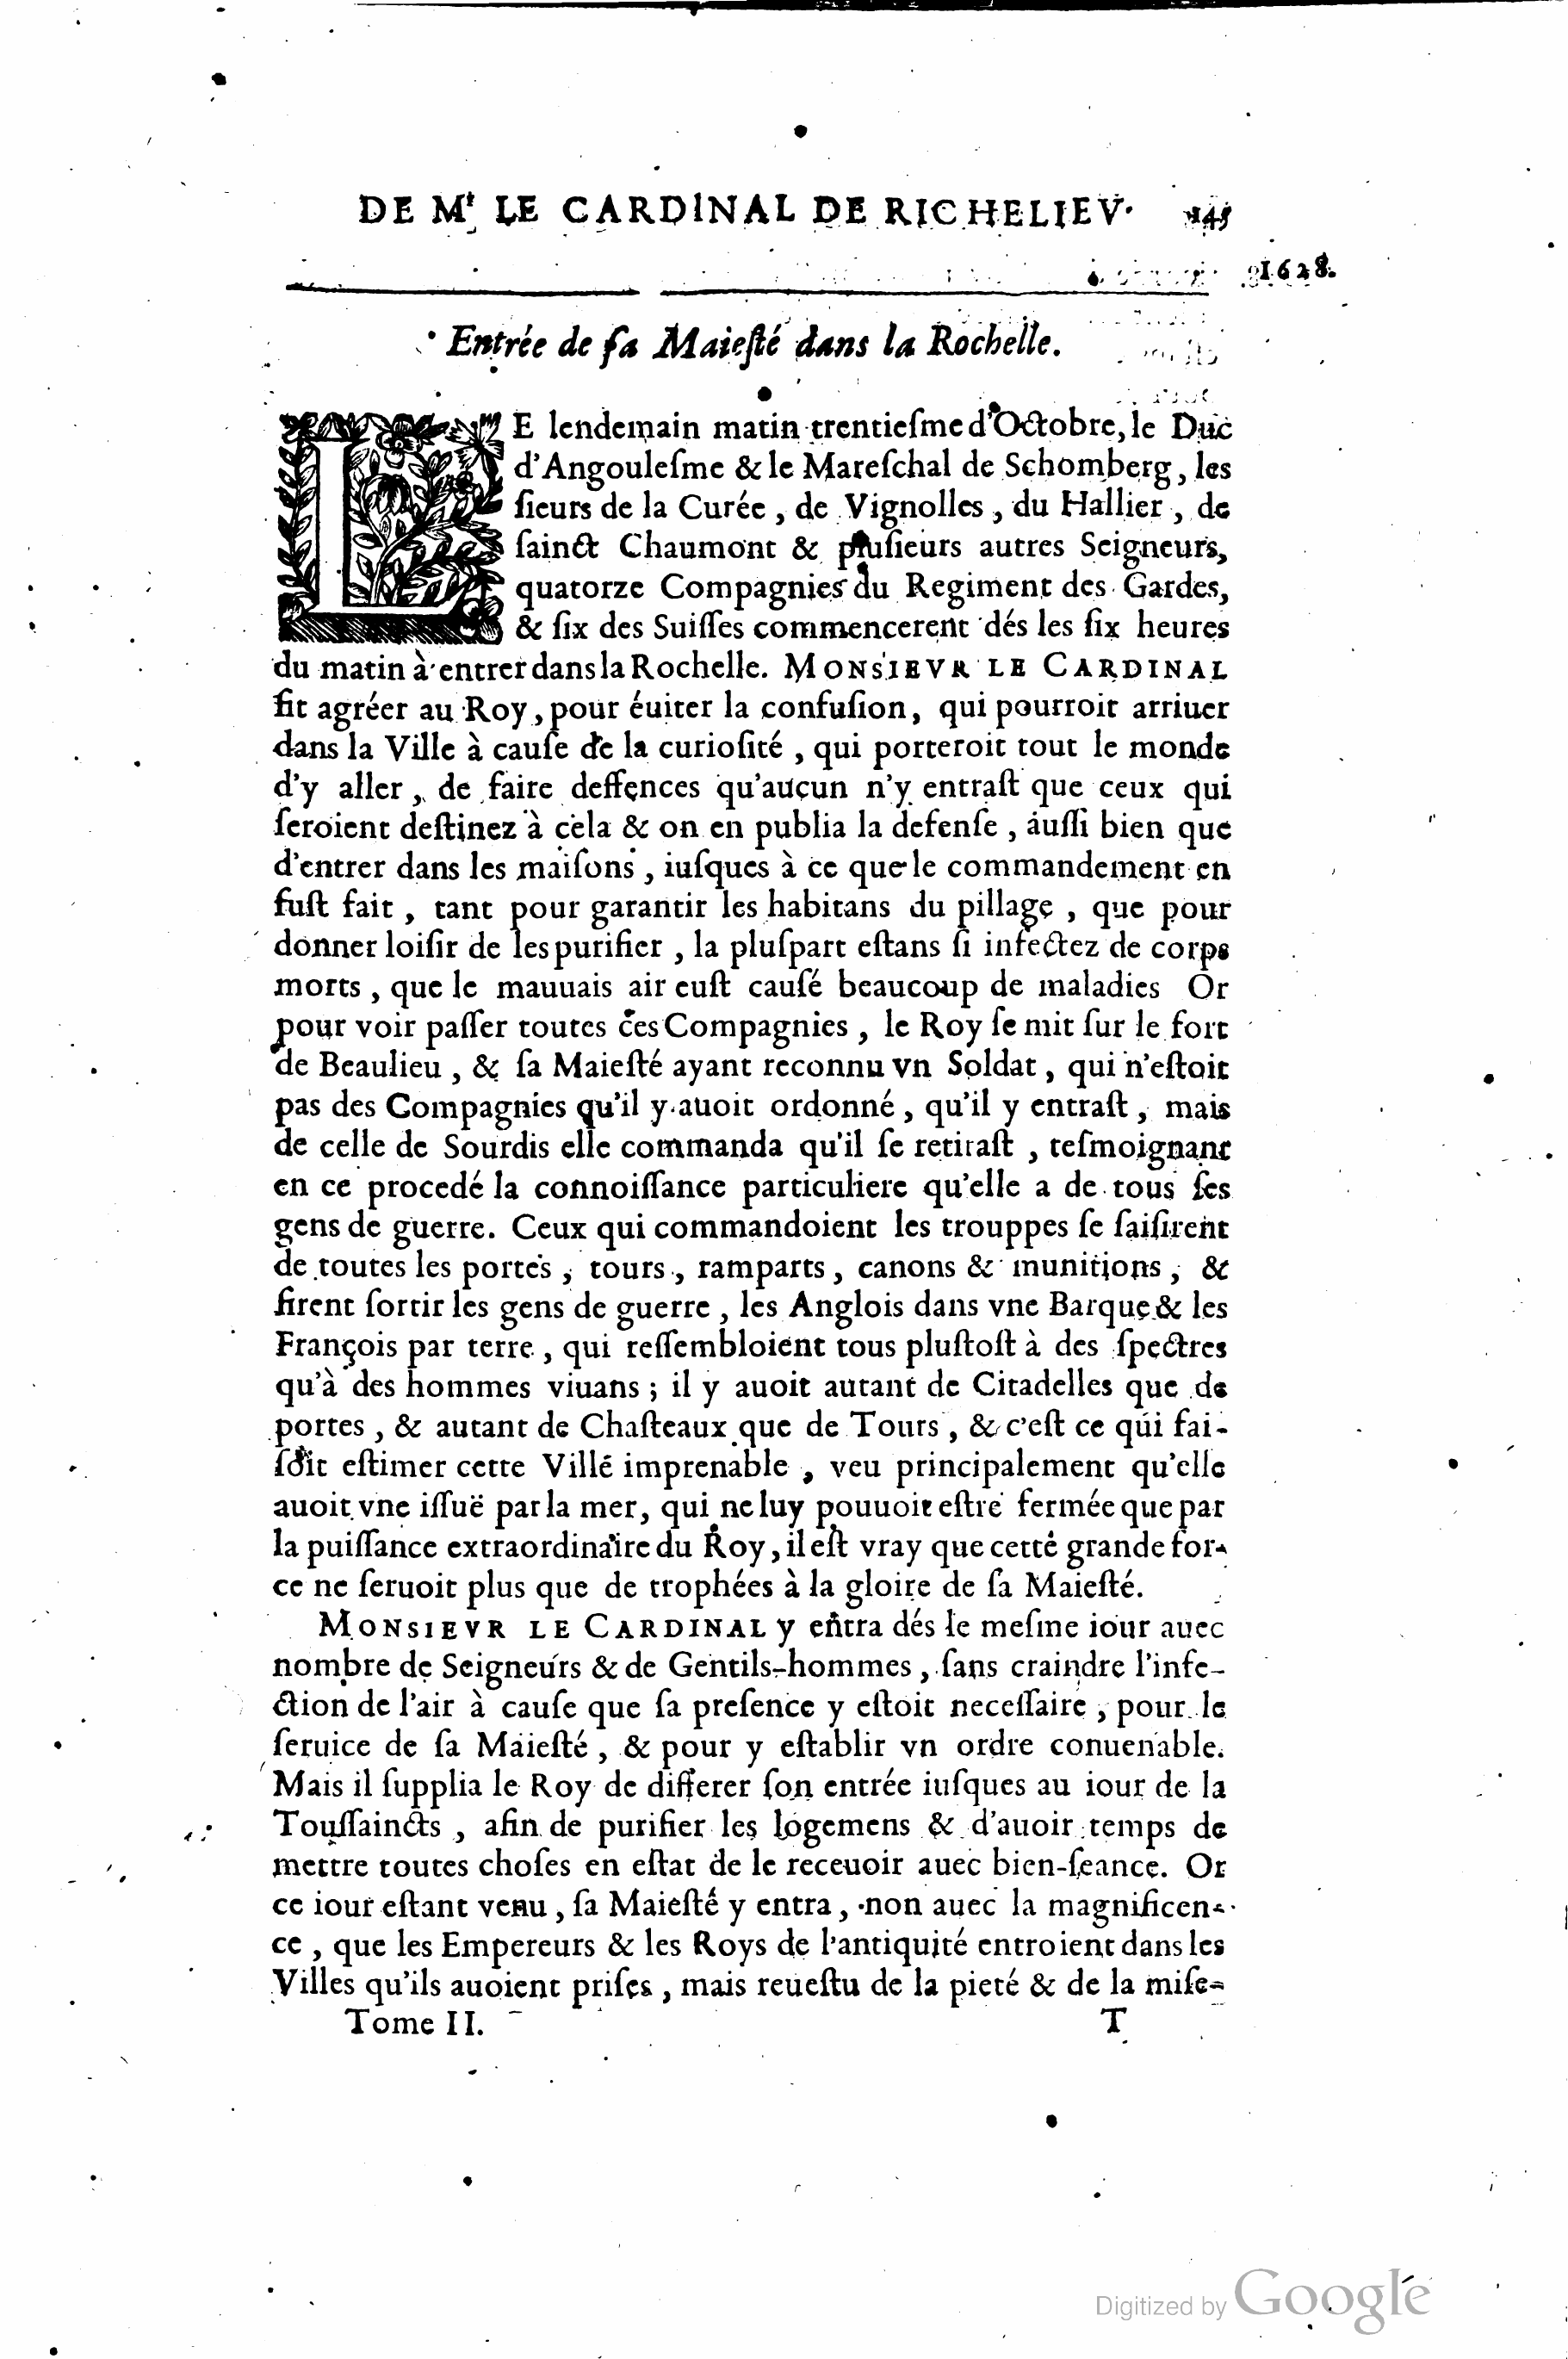 DE Mʳ LE CARDINAL DE RICHELIEV. 145
1628.
Entrée de ſa Maieſté dans la Rochelle.
LE lendemain matin trentieſme d'Octobre, le Duc
d'Angouleſme & le Mareſchal de Schomberg, les
ſieurs de la Curée, de Vignolles, du Hallier, de
ſainct Chaumont & pluſieurs autres Seigneurs,
quatorze Compagnies du Regiment des Gardes,
& ſix des Suiſſes commencerent dés les ſix heures
du matin à entrer dans la Rochelle. MONSIEVR LE CARDINAL
fit agréer au Roy, pour éuiter la confuſion, qui pourroit arriuer
dans la Ville à cauſe de la curioſité, qui porteroit tout le monde
d'y aller, de faire deffences qu'aucun n'y entraſt que ceux qui
ſeroient deſtinez à cela & on en publia la defenſe, auſſi bien que
d'entrer dans les maiſons, iuſques à ce que le commandement en
fuſt fait, tant pour garantir les habitans du pillage, que pour
donner loiſir de les purifier, la pluſpart eſtans ſi infectez de corps
morts, que le mauuais air euſt cauſé beaucoup de maladies Or
pour voir paſſer toutes ces Compagnies, le Roy ſe mit ſur le fort
de Beaulieu, & ſa Maieſté ayant reconnu vn Soldat, qui n'eſtoit
pas des Compagnies qu'il y auoit ordonné, qu'il y entraſt, mais
de celle de Sourdis elle commanda qu'il ſe retiraſt, teſmoignant
en ce procedé la connoiſſance particuliere qu'elle a de tous ſes
gens de guerre. Ceux qui commandoient les trouppes ſe ſaiſirent
de toutes les portes, tours, ramparts, canons & munitions, &
firent ſortir les gens de guerre, les Anglois dans vne Barque & les
François par terre, qui reſſembloient tous pluſtoſt à des ſpectres
qu'à des hommes viuans; il y auoit autant de Citadelles que de
portes, & autant de Chaſteaux que de Tours, & c'eſt ce qui fai-
ſoit eſtimer cette Ville imprenable, veu principalement qu'elle
auoit vne iſſuë par la mer, qui ne luy pouuoit eſtre fermée que par
la puiſſance extraordinaire du Roy, il eſt vray que cette grande for-
ce ne ſeruoit plus que de trophées à la gloire de ſa Maieſté.
MONSIEVR LE CARDINAL y entra dés le meſme iour auec
nombre de Seigneurs & de Gentils-hommes, ſans craindre l'infe-
ction de l'air à cauſe que ſa preſence y eſtoit neceſſaire, pour le
ſeruice de ſa Maieſté, & pour y eſtablir vn ordre conuenable.
Mais il ſupplia le Roy de differer ſon entrée iuſques au iour de la
Touſſaincts, afin de purifier les logemens & d'auoir temps de
mettre toutes choſes en eſtat de le receuoir auec bien-ſeance. Or
ce iour eſtant venu, ſa Maieſté y entra, non auec la magnificen-
ce, que les Empereurs & les Roys de l'antiquité entroient dans les
Villes qu'ils auoient priſes, mais reueſtu de la pieté & de la miſe-
Tome II. T
Digitized by Google